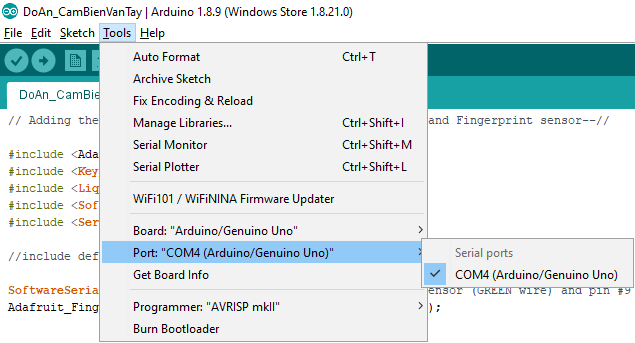 DoAn_CamBienVanTay | Arduino 1.8.9 (Windows Store 1.8.21.0)
File Edit Sketch Tools Help
Auto Format Ctrl+T
Archive Sketch
DoAn_CamBien
Fix Encoding & Reload
// Adding the
Manage Libraries... Ctrl+Shift+I
and Fingerprint sensor--//
Serial Monitor Ctrl+Shift+M
#include <Ada
Serial Plotter Ctrl+Shift+L
#include <Key
#include <Liq
WiFi101 / WiFiNINA Firmware Updater
#include <Sof
#include <Ser
Board: "Arduino/Genuino Uno"
//include def
Port: "COM4 (Arduino/Genuino Uno)"
Serial ports
Get Board Info
COM4 (Arduino/Genuino Uno)
SoftwareSeria
ensor (GREEN wire) and pin #9
Adafruit_Fing
Programmer: "AVRISP mkII"
);
Burn Bootloader